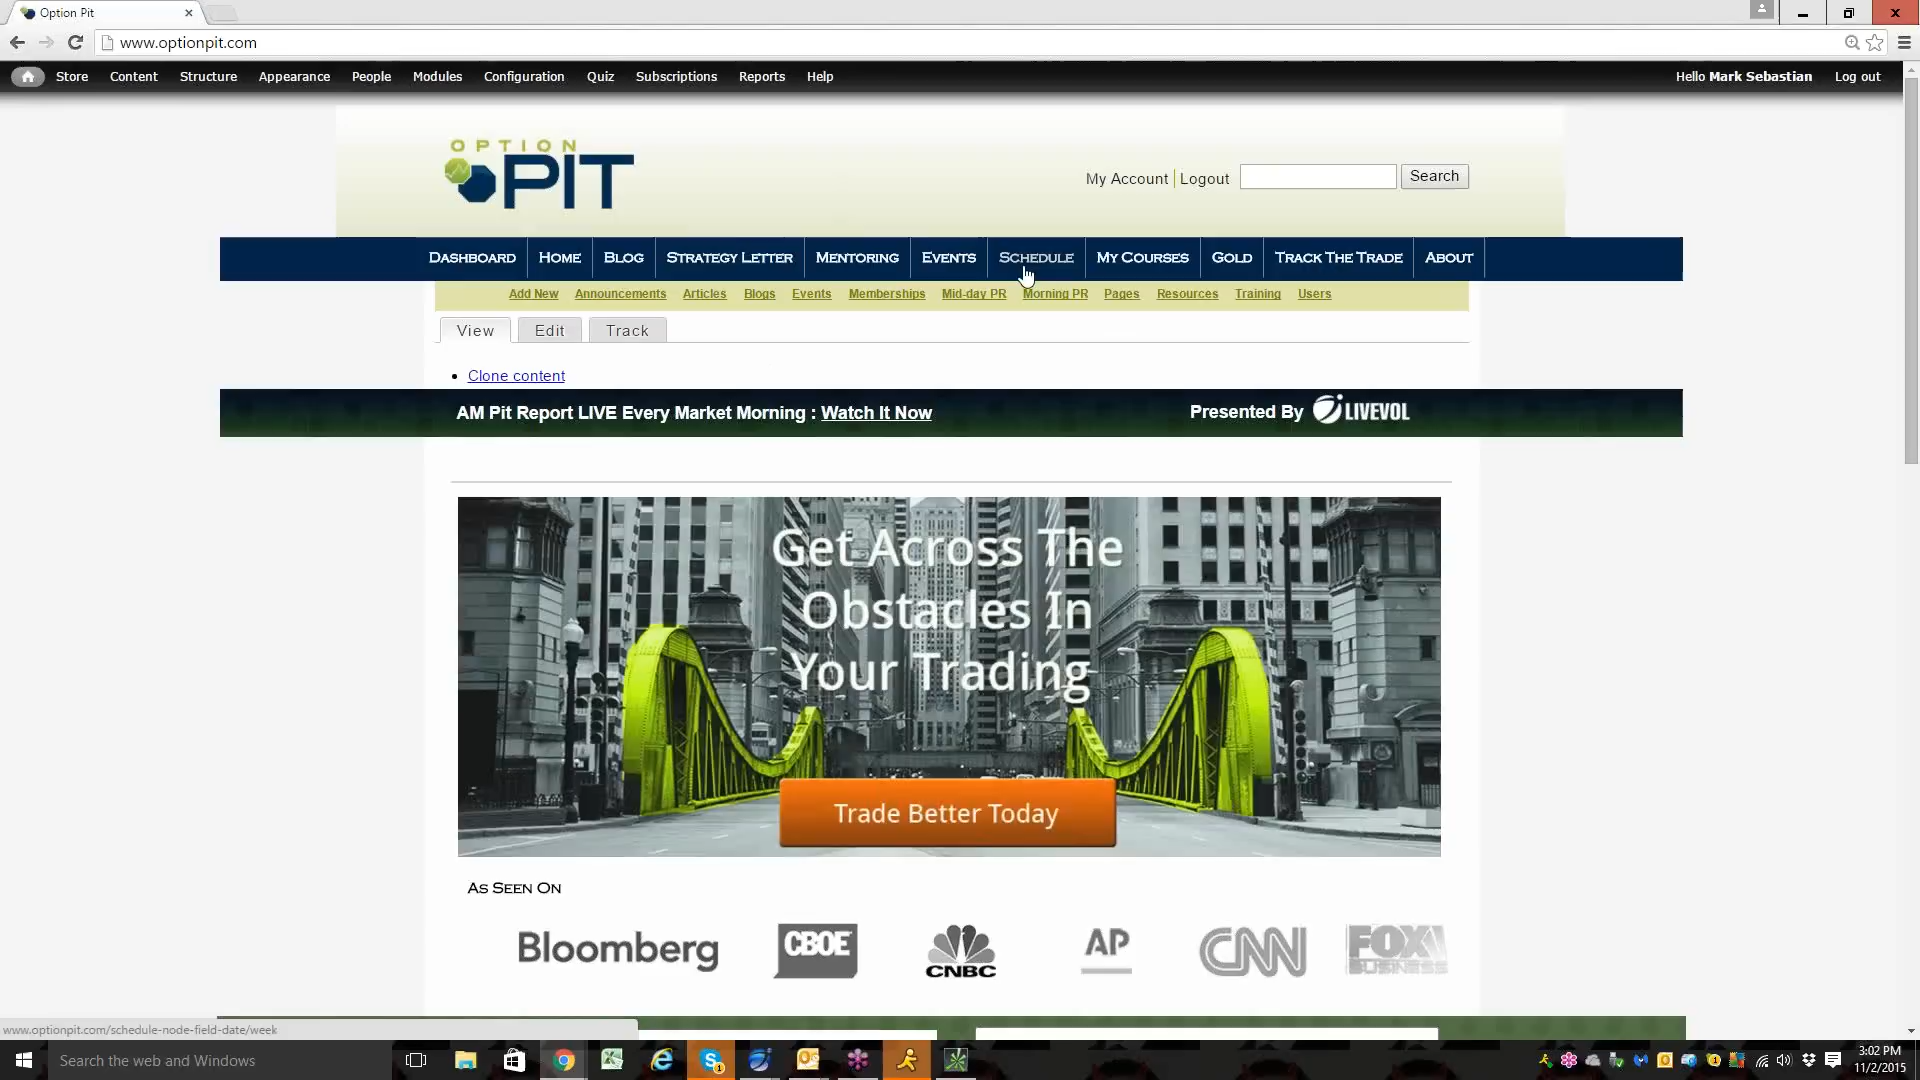 Option Pit
www.optionpit.com
Store Content Structure Appearance People Modules Configuration Quiz Subscriptions Reports Help Hello Mark Sebastian Log out
OPTION
PIT
My Account Logout Search
DASHBOARD HOME BLOG STRATEGY LETTER MENTORING EVENTS SCHEDULE MY COURSES GOLD TRACK THE TRADE ABOUT
Add New Announcements Articles Blogs Events Memberships Mid-day PR Morning PR Pages Resources Training Users
View Edit Track
Clone content
AM Pit Report LIVE Every Market Morning : Watch It Now Presented By LIVEVOL
Get Across The
Obstacles In
Your Trading
Trade Better Today
AS SEEN ON
Bloomberg CBOE CNBC AP CNN FOX BUSINESS
www.optionpit.com/schedule-node-field-date/week
Search the web and Windows
3:02 PM
11/2/2015